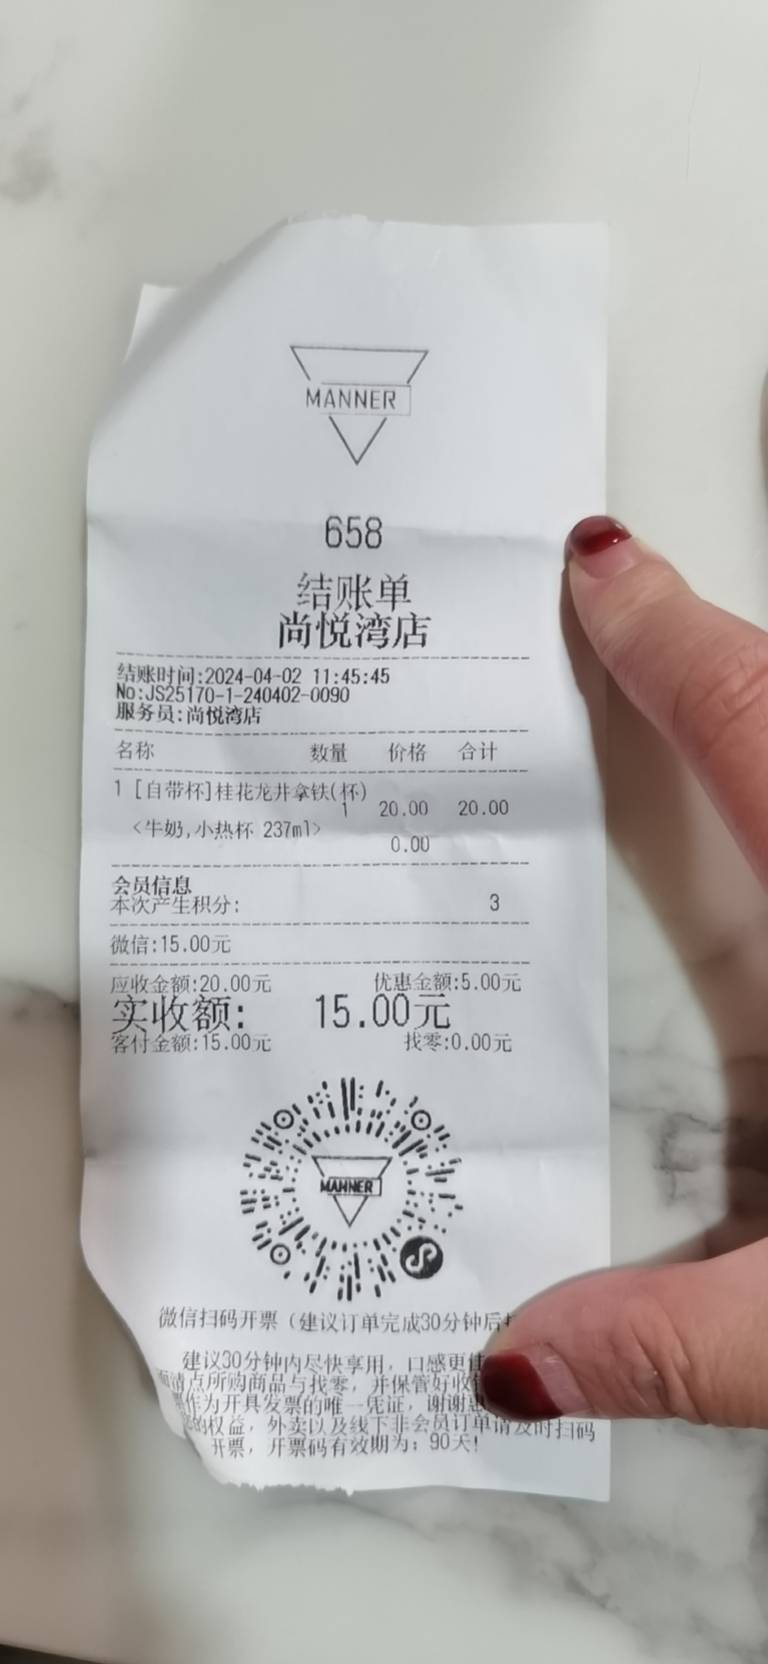 MANNER
658
结账单
尚悦湾店
结账时间:2024-04-02 11:45:45
No:JS25170-1-240402-0090
服务员:尚悦湾店
名称 数量 价格 合计
1 [自带杯]桂花龙井拿铁(杯)
1 20.00 20.00
<牛奶,小热杯 237ml>
0.00
会员信息
本次产生积分: 3
微信:15.00元
应收金额:20.00元 优惠金额:5.00元
实收额: 15.00元
客付金额:15.00元 找零:0.00元
MANNER
微信扫码开票（建议订单完成30分钟后
建议30分钟内尽快享用，口感更佳
请点所购商品与找零，并保管好收
作为开具发票的唯一凭证，谢谢
的权益，外卖以及线下非会员订单请及时扫码
开票，开票码有效期为：90天!